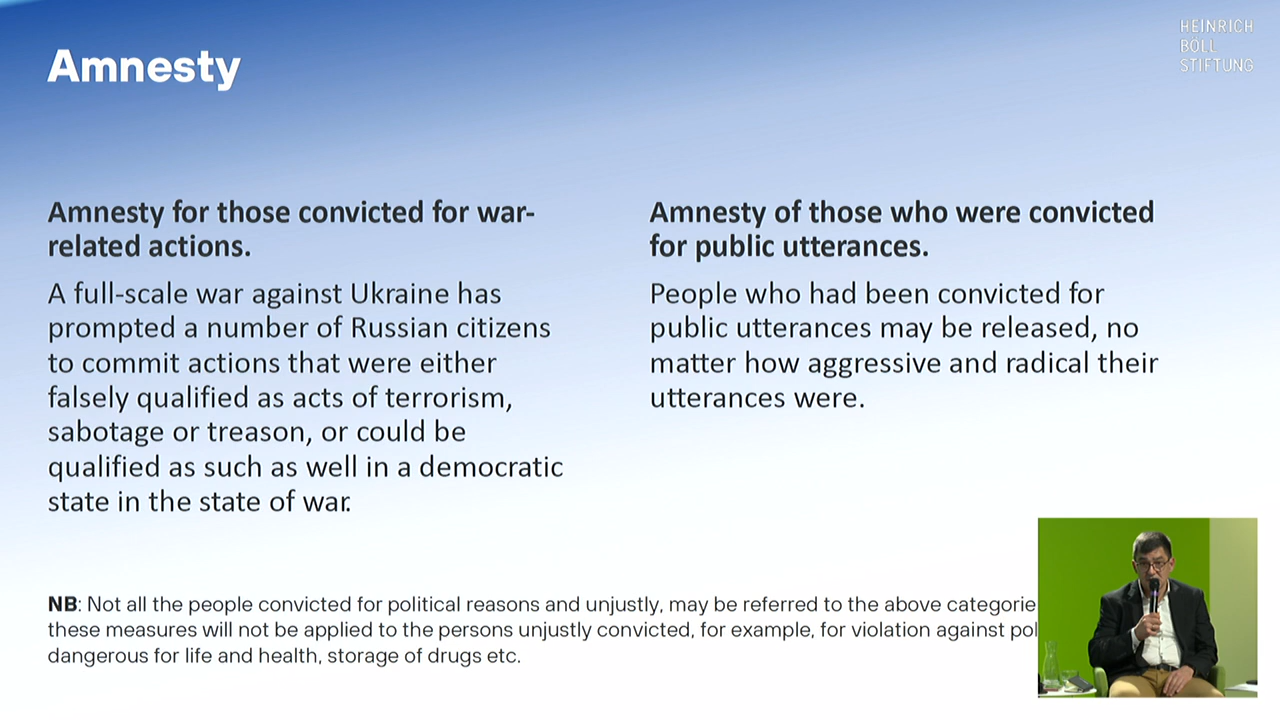 HEINRICH
BÖLL
STIFTUNG
Amnesty
Amnesty for those convicted for war-
related actions.
A full-scale war against Ukraine has
prompted a number of Russian citizens
to commit actions that were either
falsely qualified as acts of terrorism,
sabotage or treason, or could be
qualified as such as well in a democratic
state in the state of war.
Amnesty of those who were convicted
for public utterances.
People who had been convicted for
public utterances may be released, no
matter how aggressive and radical their
utterances were.
NB: Not all the people convicted for political reasons and unjustly, may be referred to the above categorie
these measures will not be applied to the persons unjustly convicted, for example, for violation against pol
dangerous for life and health, storage of drugs etc.